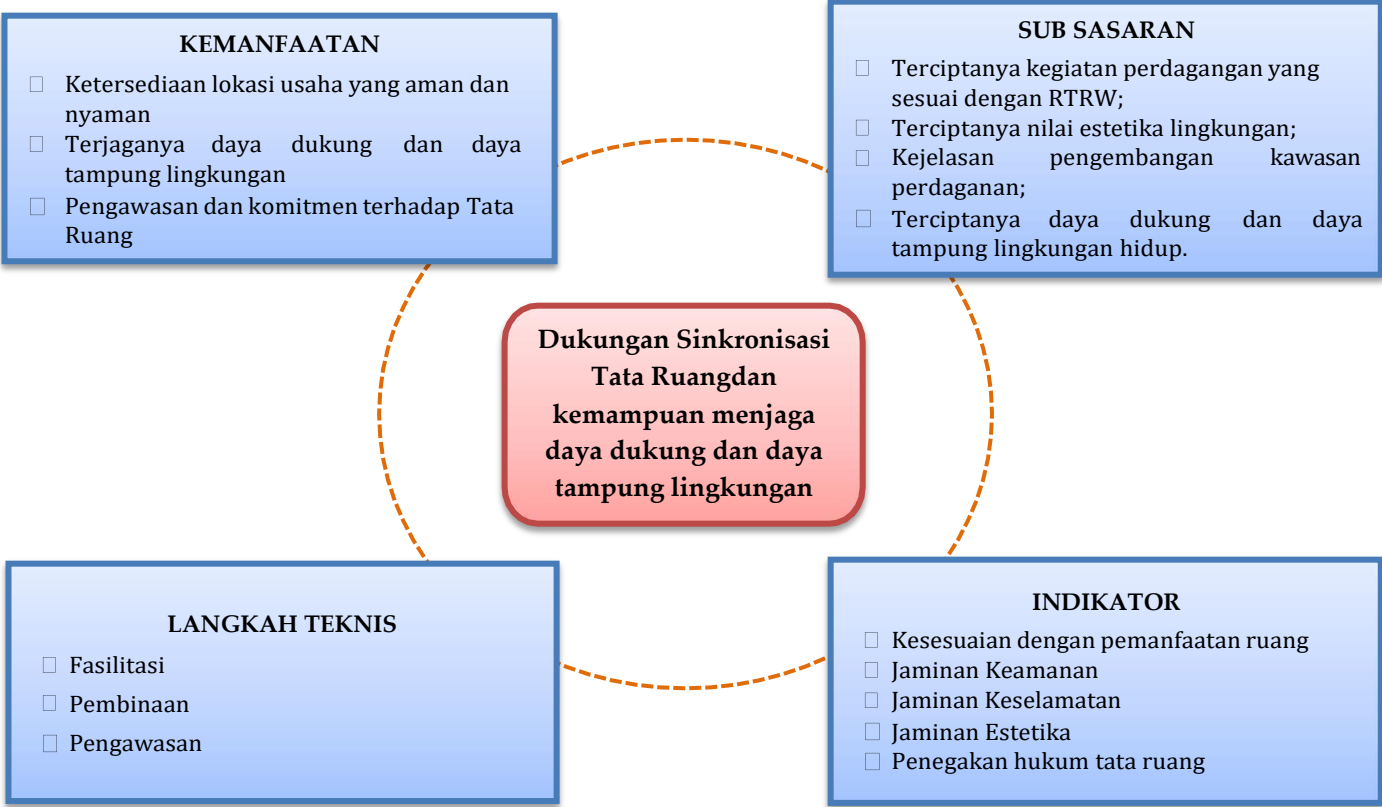 KEMANFAATAN
Ketersediaan lokasi usaha yang aman dan
nyaman
Terjaganya daya dukung dan daya
tampung lingkungan
Pengawasan dan komitmen terhadap Tata
Ruang
SUB SASARAN
Terciptanya kegiatan perdagangan yang
sesuai dengan RTRW;
Terciptanya nilai estetika lingkungan;
Kejelasan pengembangan kawasan
perdaganan;
Terciptanya daya dukung dan daya
tampung lingkungan hidup.
Dukungan Sinkronisasi
Tata Ruangdan
kemampuan menjaga
daya dukung dan daya
tampung lingkungan
LANGKAH TEKNIS
Fasilitasi
Pembinaan
Pengawasan
INDIKATOR
Kesesuaian dengan pemanfaatan ruang
Jaminan Keamanan
Jaminan Keselamatan
Jaminan Estetika
Penegakan hukum tata ruang